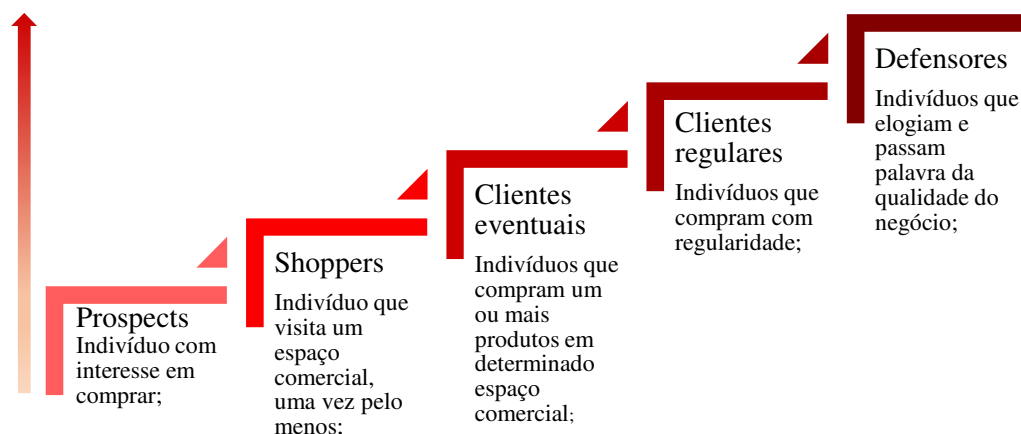 Prospects
Indivíduo com
interesse em
comprar;
Shoppers
Indivíduo que
visita um
espaço
comercial,
uma vez pelo
menos;
Clientes
eventuais
Indivíduos que
compram um
ou mais
produtos em
determinado
espaço
comercial;
Clientes
regulares
Indivíduos que
compram com
regularidade;
Defensores
Indivíduos que
elogiam e
passam
palavra da
qualidade do
negócio;